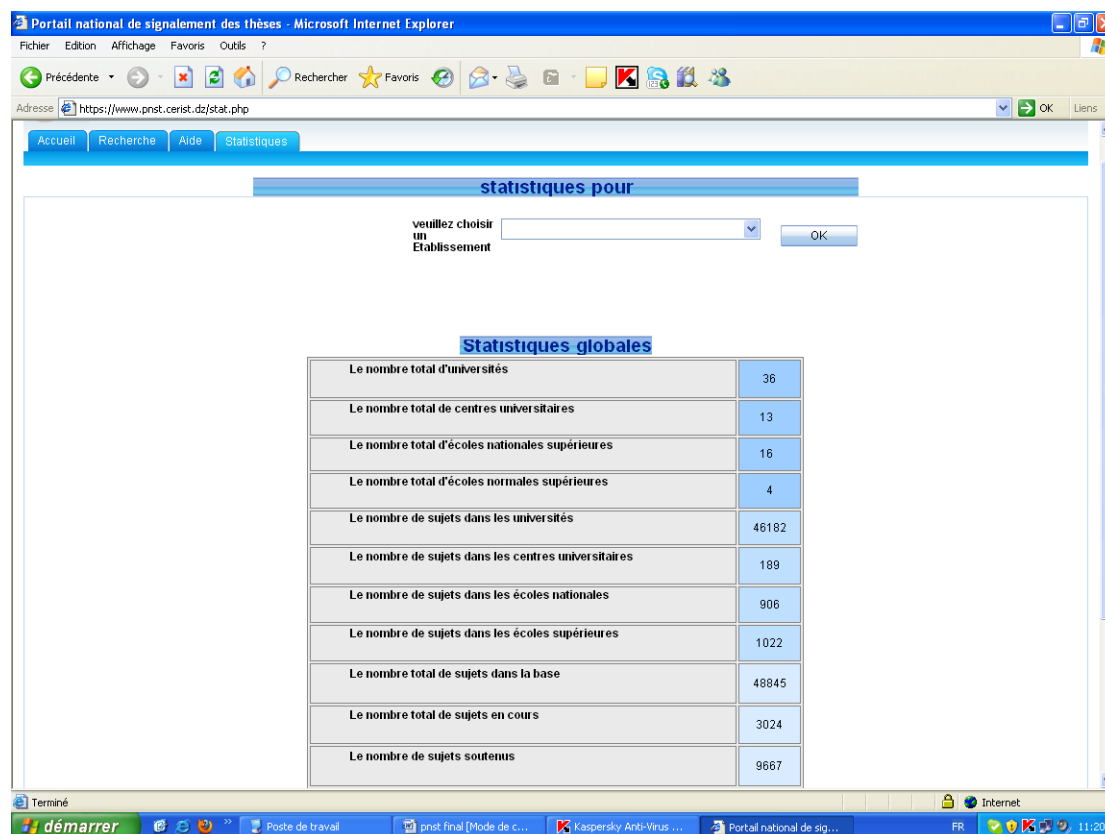 Portail national de signalement des thèses - Microsoft Internet Explorer
Fichier Edition Affichage Favoris Outils ?
Précédente Rechercher Favoris
Adresse https://www.pnst.cerist.dz/stat.php OK Liens
Accueil Recherche Aide Statistiques
statistiques pour
veuillez choisir
un
Etablissement
OK
Statistiques globales
Le nombre total d'universités 36
Le nombre total de centres universitaires 13
Le nombre total d'écoles nationales supérieures 16
Le nombre total d'écoles normales supérieures 4
Le nombre de sujets dans les universités 46182
Le nombre de sujets dans les centres universitaires 189
Le nombre de sujets dans les écoles nationales 906
Le nombre de sujets dans les écoles supérieures 1022
Le nombre total de sujets dans la base 48845
Le nombre total de sujets en cours 3024
Le nombre de sujets soutenus 9667
Terminé Internet
démarrer Poste de travail pnst final [Mode de c... Kaspersky Anti-Virus ... Portail national de sig... FR 11:20